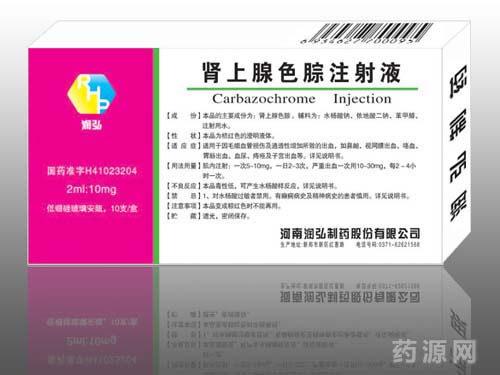 6934627700095
RHP
润弘
国药准字H41023204
2ml:10mg
低硼硅玻璃安瓿,10支/盒
肾上腺色腙注射液
Carbazochrome Injection
【成 份】本品的主要成份为:肾上腺色腙。辅料为:水杨酸钠、依地酸二钠、苯甲醇、
注射用水。
【性 状】本品为桔红色的澄明液体。
【适 应 症】适用于因毛细血管损伤及通透性增加所致的出血,如鼻衄、视网膜出血、咯血、
胃肠出血、血尿、痔疮及子宫出血等。详见说明书。
【用法用量】肌内注射:一次5-10mg,一日2~3次。严重出血一次用10-30mg,每2~4小
时一次。
【不良反应】本品毒性低,可产生水杨酸样反应。详见说明书。
【禁 忌】1、对水杨酸过敏者禁用。有癫痫病史及精神病史的患者慎用。详见说明书。
【注意事项】本品变成棕红色时不能再用。
【贮 藏】遮光,密闭保存。
河南润弘制药股份有限公司
生产地址:新郑市新区红墨路 电话号码:0371-62621568
药源网